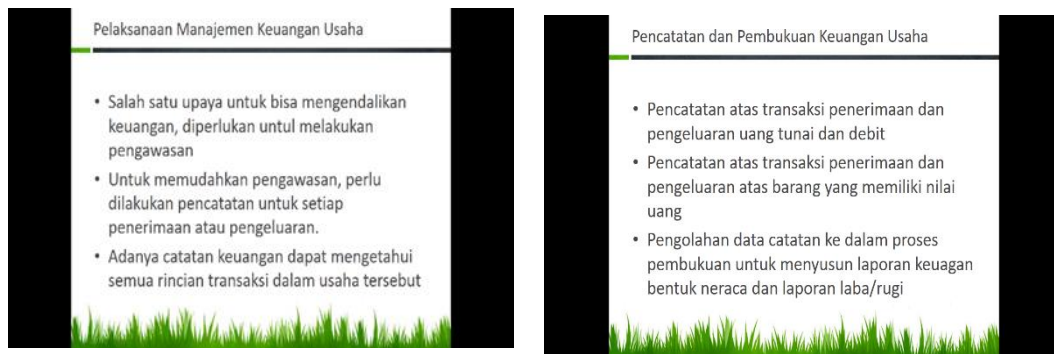 Pelaksanaan Manajemen Keuangan Usaha
• Salah satu upaya untuk bisa mengendalikan
keuangan, diperlukan untul melakukan
pengawasan
• Untuk memudahkan pengawasan, perlu
dilakukan pencatatan untuk setiap
penerimaan atau pengeluaran.
• Adanya catatan keuangan dapat mengetahui
semua rincian transaksi dalam usaha tersebut
Pencatatan dan Pembukuan Keuangan Usaha
• Pencatatan atas transaksi penerimaan dan
pengeluaran uang tunai dan debit
• Pencatatan atas transaksi penerimaan dan
pengeluaran atas barang yang memiliki nilai
uang
• Pengolahan data catatan ke dalam proses
pembukuan untuk menyusun laporan keuagan
bentuk neraca dan laporan laba/rugi